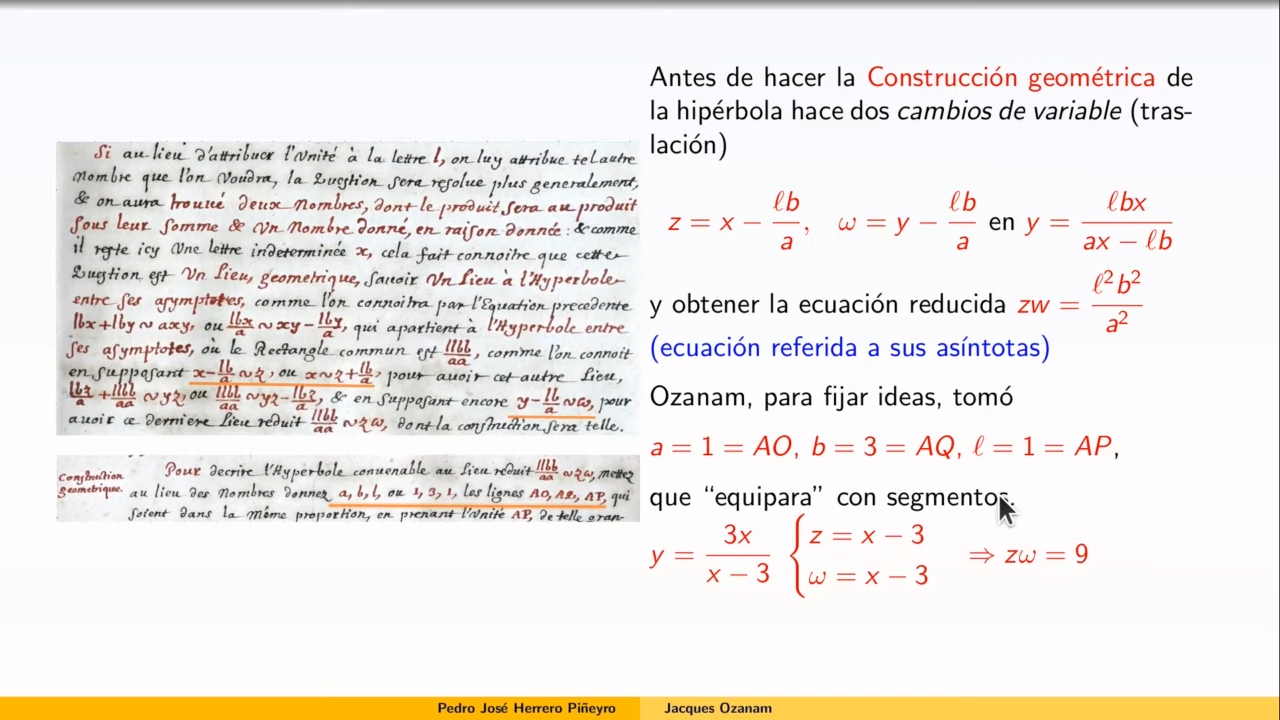 Si au lieu d'attribuer l'Vnité à la lettre l, on luy attribue tel autre
nombre que l'on Voudra, la Question sera resolue plus generalement,
& on aura trouué deux Nombres, dont le produit sera au produit
sous leur somme & Vn Nombre donné, en raison donnée : & comme
il reste icy Vne lettre indeterminée x, cela fait connoitre que cette
Question est Vn Lieu, geometrique, sauoir Vn Lieu à l'Hyperbole
entre ses asymptotes, comme l'on connoitra par l'Equation precedente
lbx+lby ∾ axy, ou lbx/a ∾ xy − lby/a, qui apartient à l'Hyperbole entre
ses asymptotes, où le Rectangle commun est llbb/aa, comme l'on connoit
en supposant x−lb/a ∾ z, ou x ∾ z+lb/a, pour auoir cet autre Lieu,
lbz/a + llbb/aa ∾ yz, ou llbb/aa ∾ yz−lbz/a, & en supposant encore y−lb/a ∾ ω, pour
auoir ce derniere Lieu reduit llbb/aa ∾ zω, dont la construction sera telle.
Construction
geometrique.
Pour decrire l'Hyperbole conuenable au Lieu reduit llbb/aa ∾ zω, mettez
au lieu des Nombres donnez a, b, l, ou 1, 3, 1, les lignes AO, AQ, AP, qui
soient dans la même proportion, en prenant l'Vnité AP, de telle gran-
Antes de hacer la Construcción geométrica de
la hipérbola hace dos cambios de variable (tras-
lación)
z = x − ℓb/a, ω = y − ℓb/a en y = ℓbx/(ax − ℓb)
y obtener la ecuación reducida zw = ℓ²b²/a²
(ecuación referida a sus asíntotas)
Ozanam, para fijar ideas, tomó
a = 1 = AO, b = 3 = AQ, ℓ = 1 = AP,
que “equipara” con segmentos.
y = 3x/(x − 3) { z = x − 3 ω = x − 3 ⇒ zω = 9
Pedro José Herrero Piñeyro Jacques Ozanam